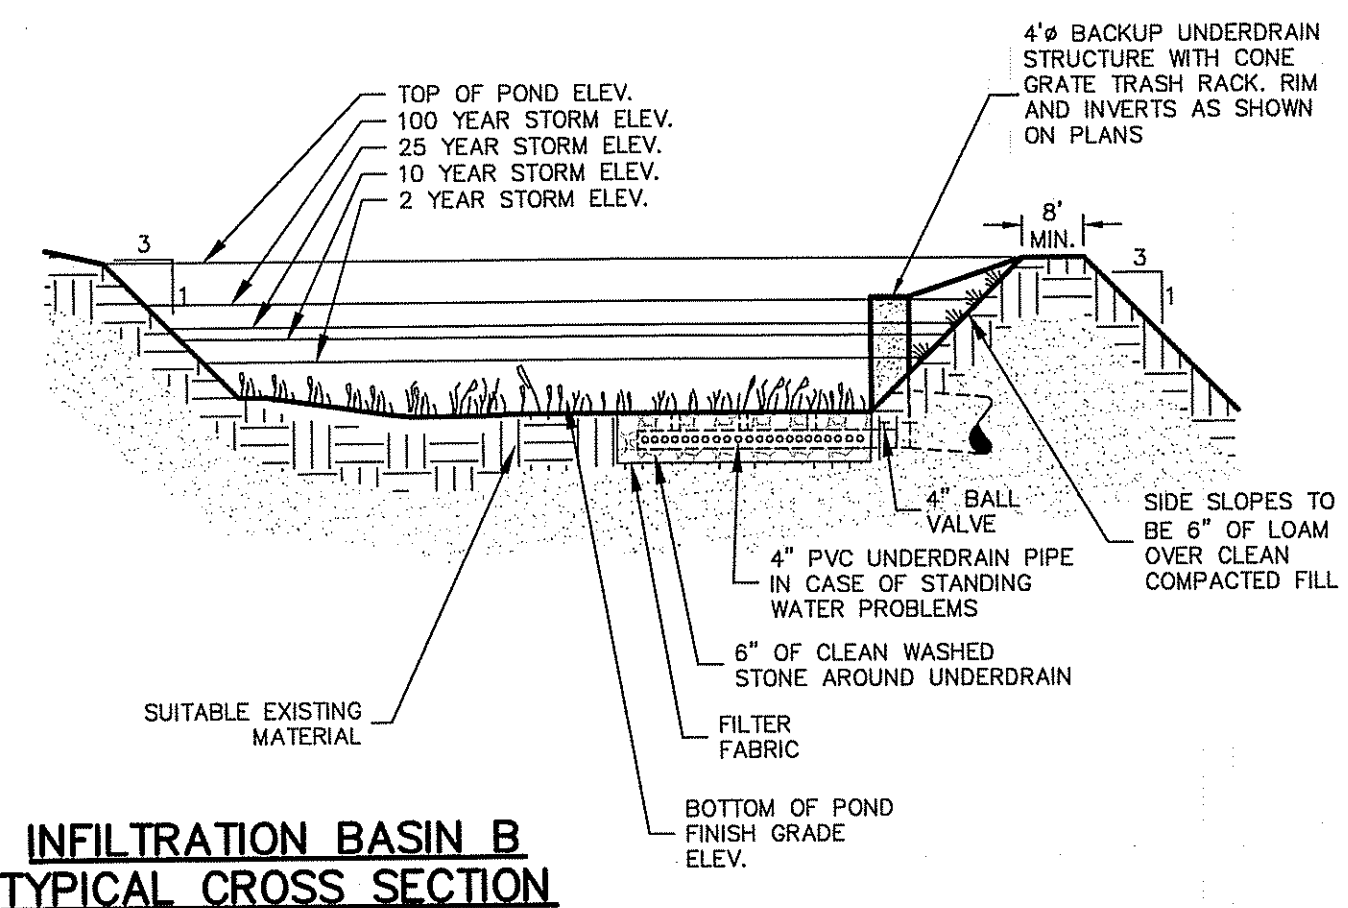 4'ø BACKUP UNDERDRAIN
STRUCTURE WITH CONE
GRATE TRASH RACK. RIM
AND INVERTS AS SHOWN
ON PLANS
TOP OF POND ELEV.
100 YEAR STORM ELEV.
25 YEAR STORM ELEV.
10 YEAR STORM ELEV.
2 YEAR STORM ELEV.
8'
MIN.
3
1
3
1
4" BALL
VALVE
SIDE SLOPES TO
BE 6" OF LOAM
OVER CLEAN
COMPACTED FILL
4" PVC UNDERDRAIN PIPE
IN CASE OF STANDING
WATER PROBLEMS
6" OF CLEAN WASHED
STONE AROUND UNDERDRAIN
SUITABLE EXISTING
MATERIAL
FILTER
FABRIC
BOTTOM OF POND
FINISH GRADE
ELEV.
INFILTRATION BASIN B
TYPICAL CROSS SECTION